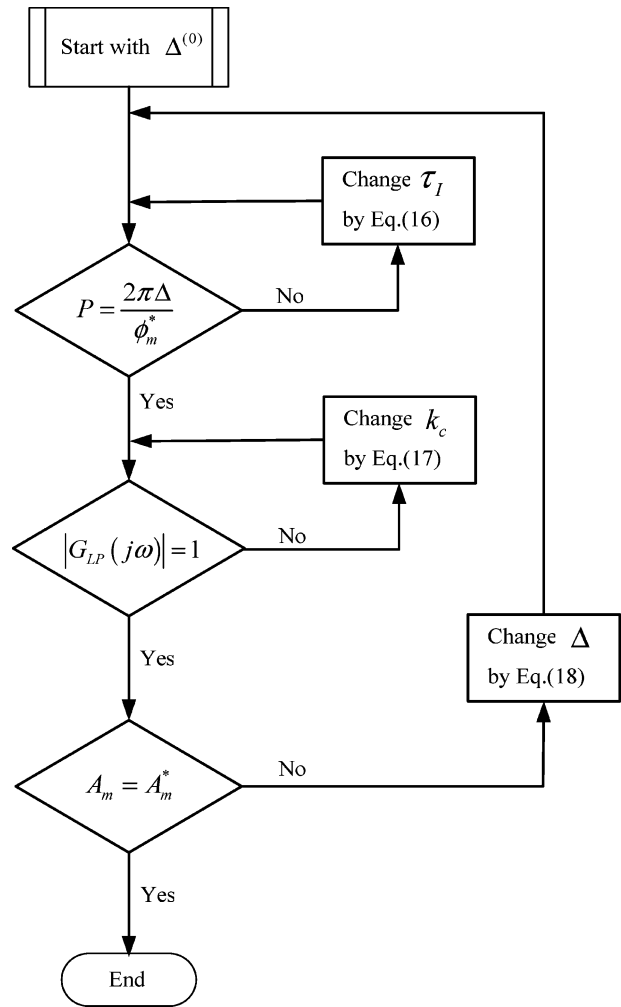 Start with Δ^(0)
Change τ_I
by Eq.(16)
P = 2πΔ / ϕ_m^*
No
Yes
Change k_c
by Eq.(17)
|G_LP(jω)| = 1
No
Yes
Change Δ
by Eq.(18)
A_m = A_m^*
No
Yes
End